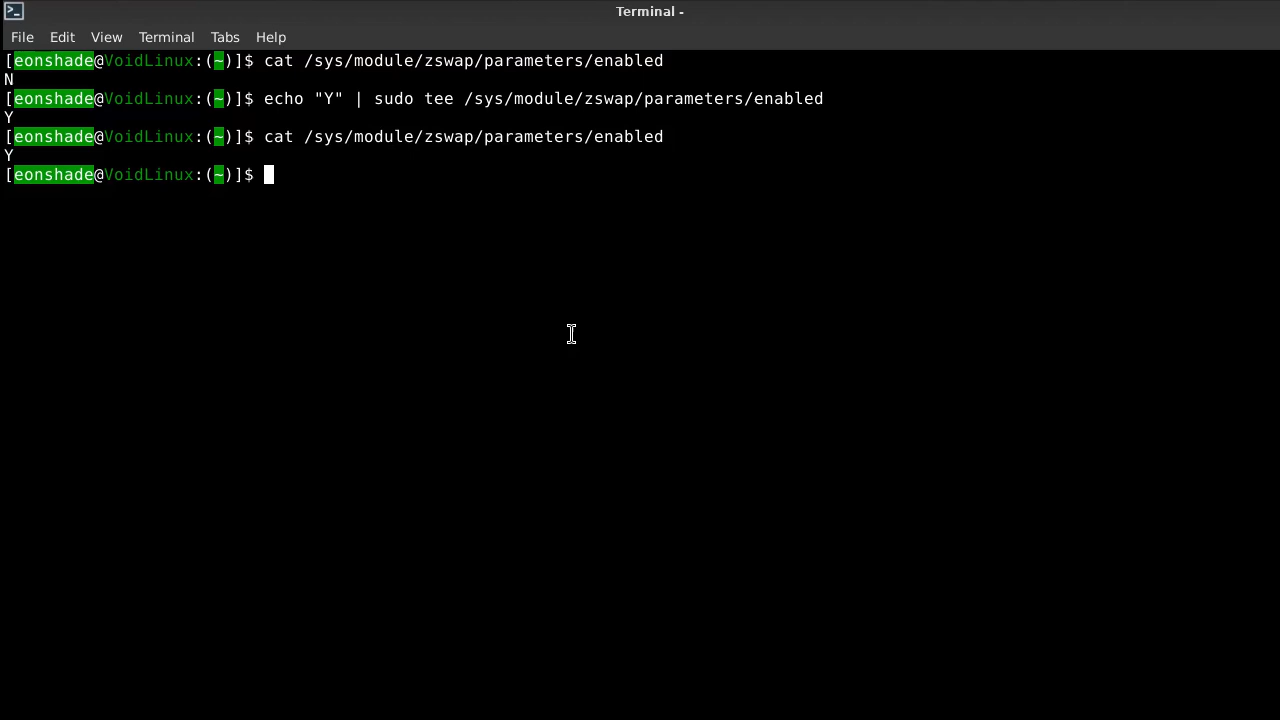 Terminal -
File Edit View Terminal Tabs Help
[eonshade@VoidLinux:(~)]$ cat /sys/module/zswap/parameters/enabled
N
[eonshade@VoidLinux:(~)]$ echo "Y" | sudo tee /sys/module/zswap/parameters/enabled
Y
[eonshade@VoidLinux:(~)]$ cat /sys/module/zswap/parameters/enabled
Y
[eonshade@VoidLinux:(~)]$